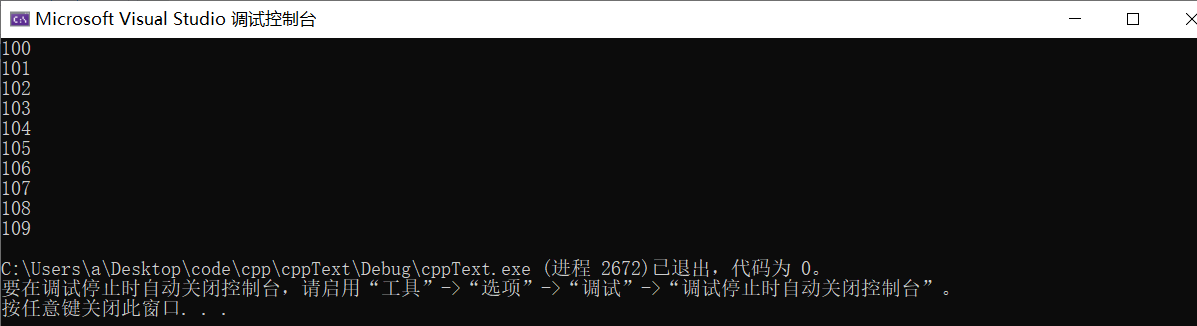 Microsoft Visual Studio 调试控制台
100
101
102
103
104
105
106
107
108
109
C:\Users\a\Desktop\code\cpp\cppText\Debug\cppText.exe (进程 2672)已退出，代码为 0。
要在调试停止时自动关闭控制台，请启用“工具”->“选项”->“调试”->“调试停止时自动关闭控制台”。
按任意键关闭此窗口. . .